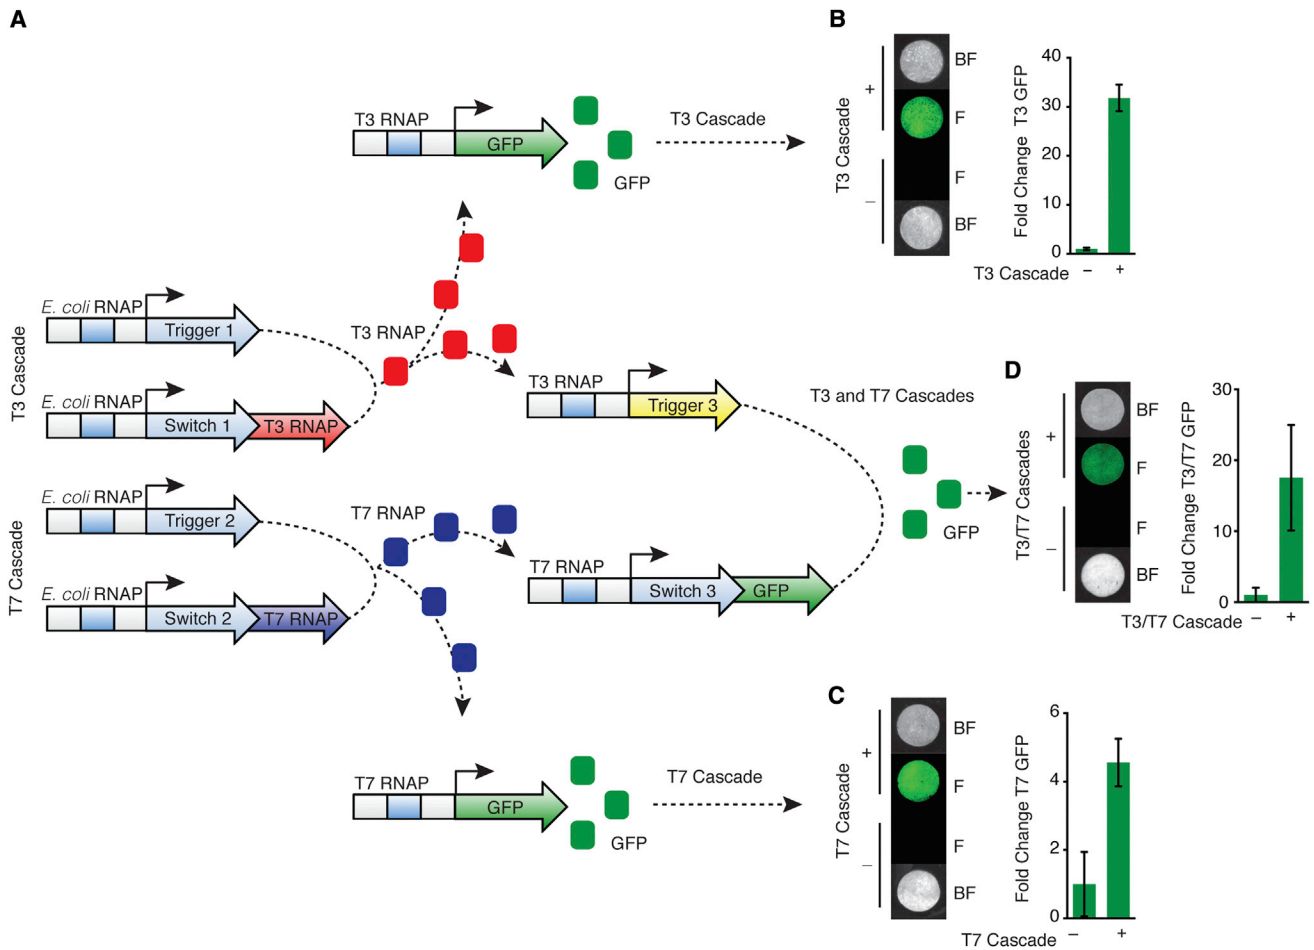 A
T3 RNAP
GFP
GFP
T3 Cascade
T3 Cascade
E. coli RNAP
Trigger 1
E. coli RNAP
Switch 1
T3 RNAP
T3 RNAP
T3 RNAP
Trigger 3
T3 and T7 Cascades
GFP
T7 Cascade
E. coli RNAP
Trigger 2
E. coli RNAP
Switch 2
T7 RNAP
T7 RNAP
T7 RNAP
Switch 3
GFP
T7 RNAP
GFP
GFP
T7 Cascade
B
T3 Cascade
+
–
BF
F
F
BF
Fold Change T3 GFP
40
30
20
10
0
T3 Cascade – +
D
T3/T7 Cascades
+
–
BF
F
F
BF
Fold Change T3/T7 GFP
30
20
10
0
T3/T7 Cascade – +
C
T7 Cascade
+
–
BF
F
F
BF
Fold Change T7 GFP
6
4
2
0
T7 Cascade – +